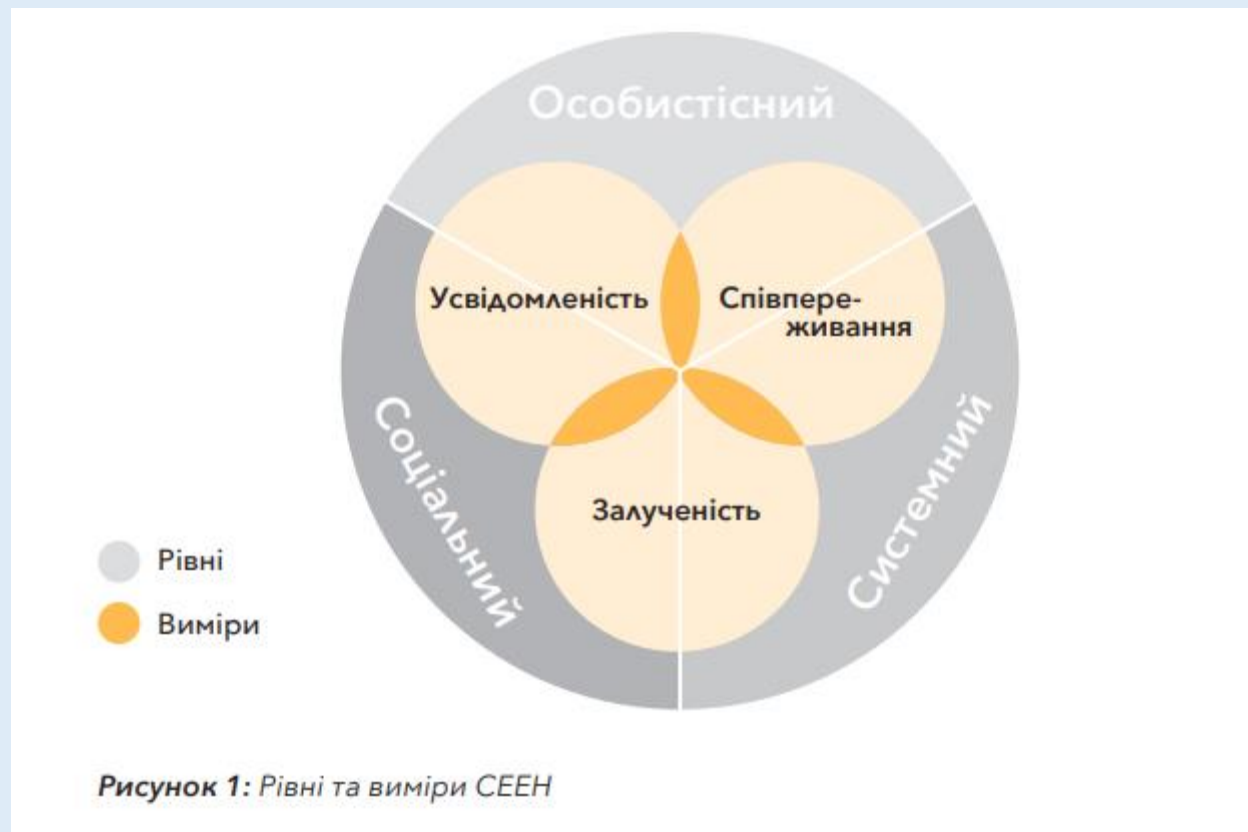 Особистісний
Усвідомленість
Співпере-
живання
Соціальний
Системний
Залученість
Рівні
Виміри
Рисунок 1: Рівні та виміри СЕЕН